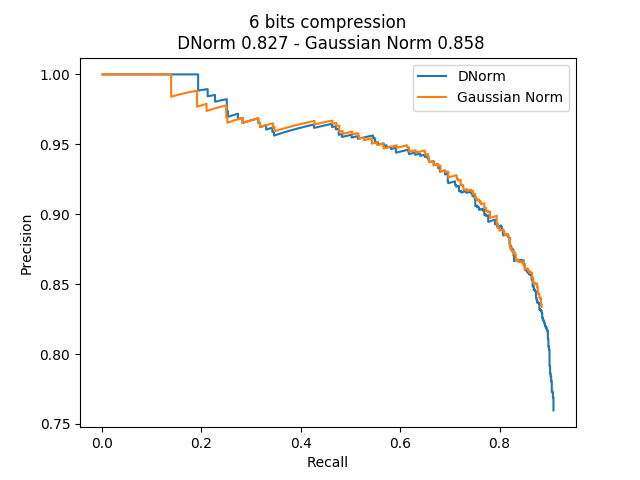 6 bits compression
DNorm 0.827 - Gaussian Norm 0.858
DNorm
Gaussian Norm
1.00
0.95
0.90
0.85
0.80
0.75
Precision
0.0
0.2
0.4
0.6
0.8
Recall